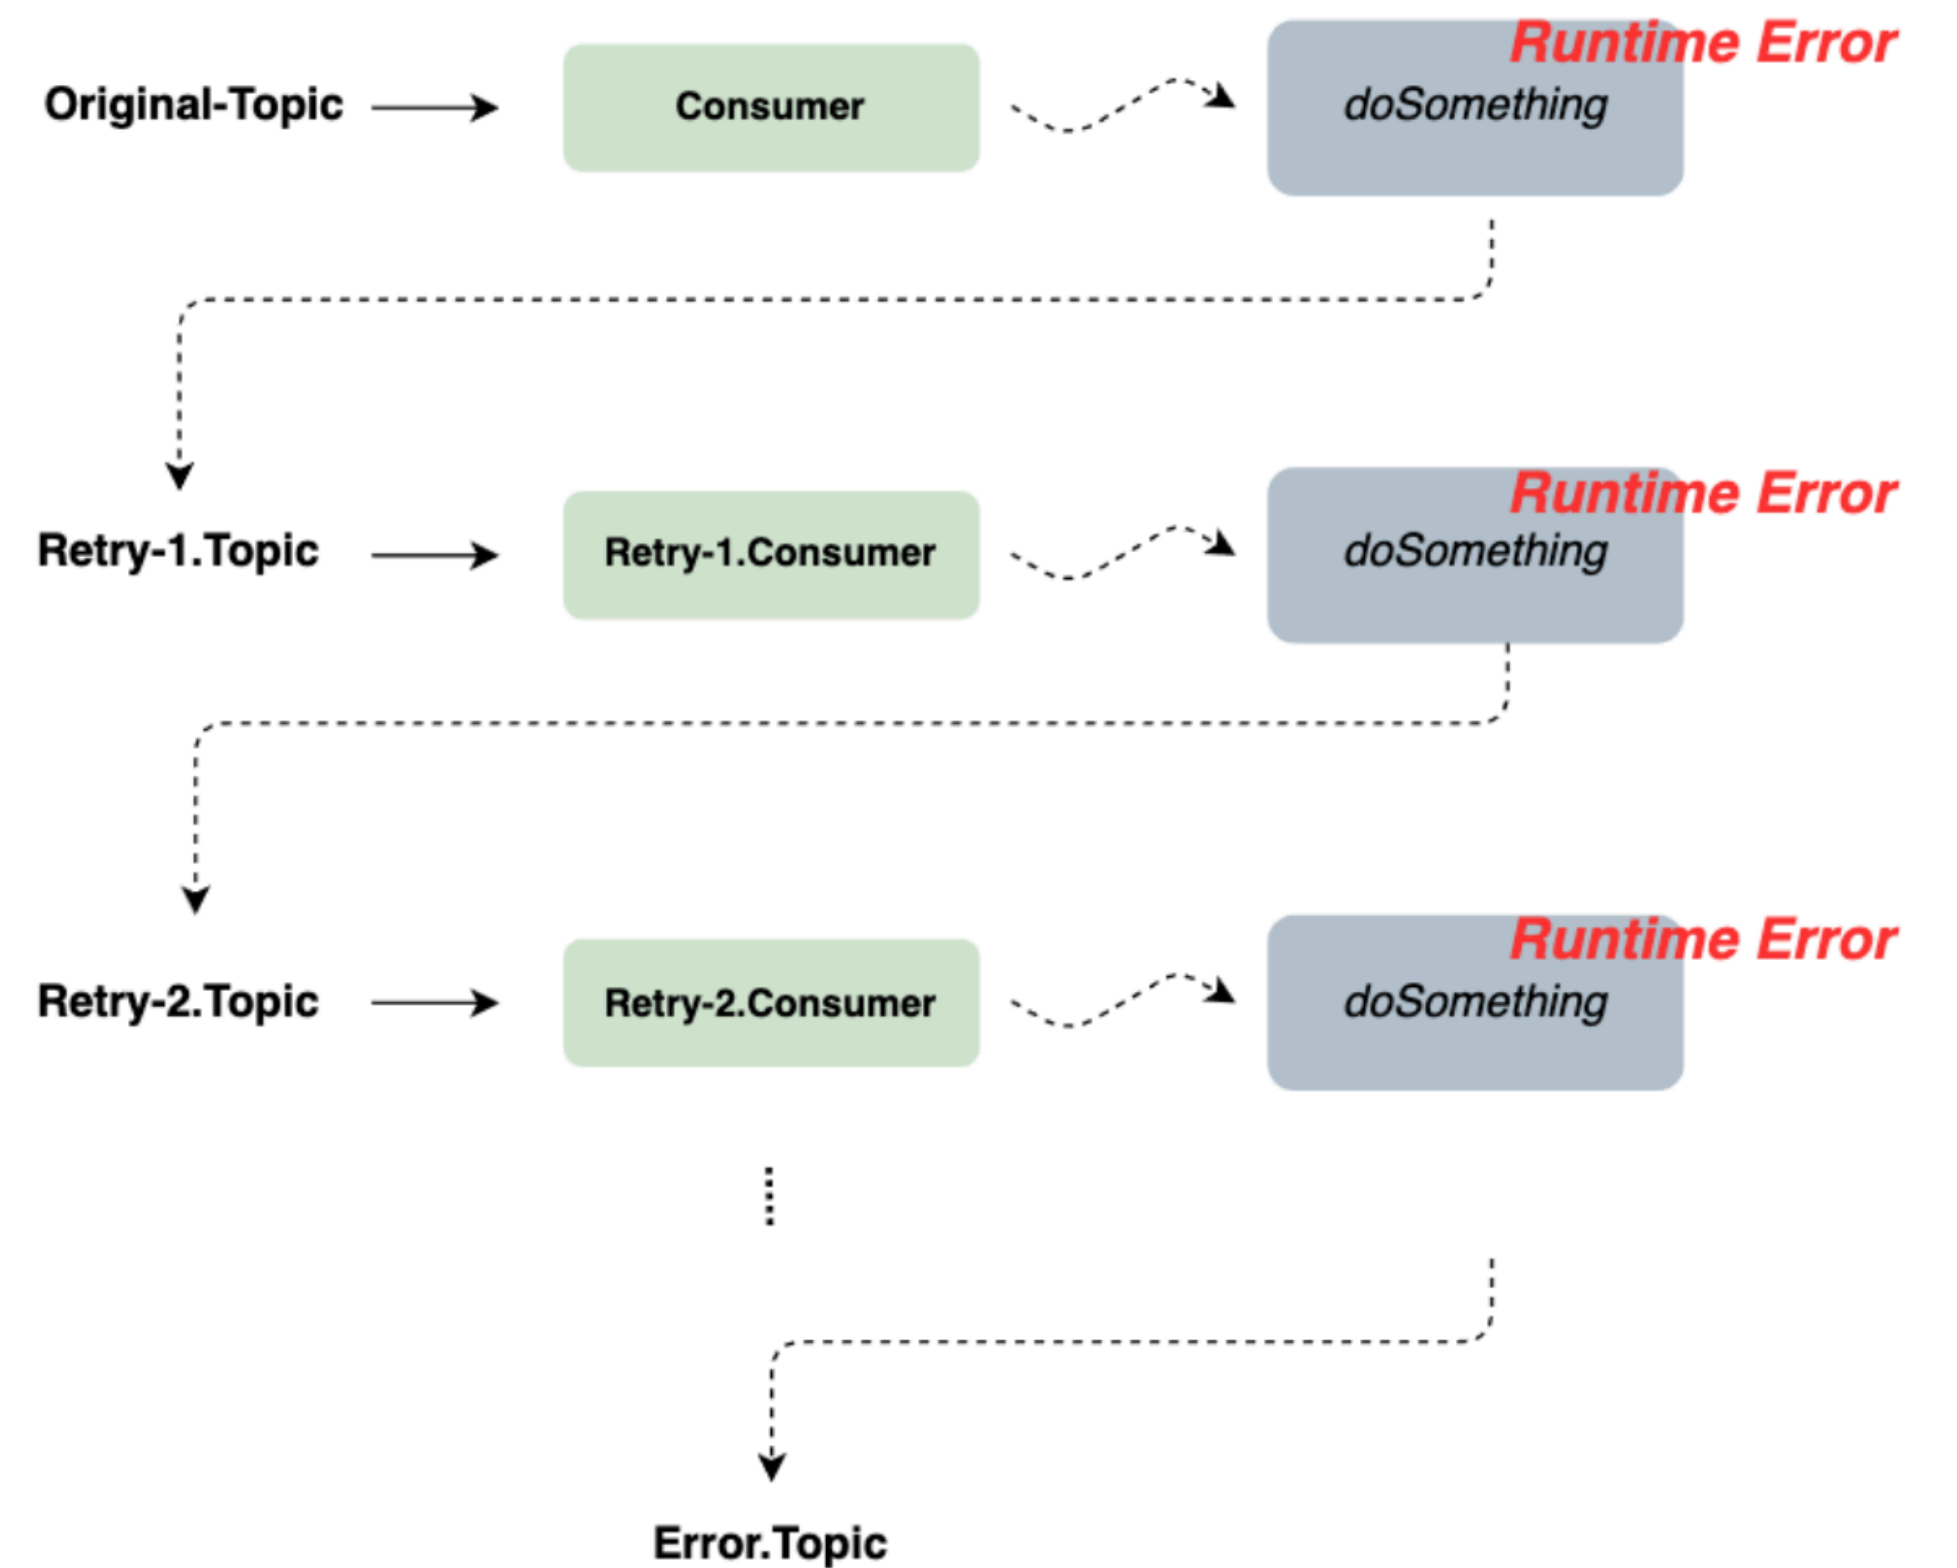 Original-Topic
Consumer
Runtime Error
doSomething
Retry-1.Topic
Retry-1.Consumer
Runtime Error
doSomething
Retry-2.Topic
Retry-2.Consumer
Runtime Error
doSomething
Error.Topic